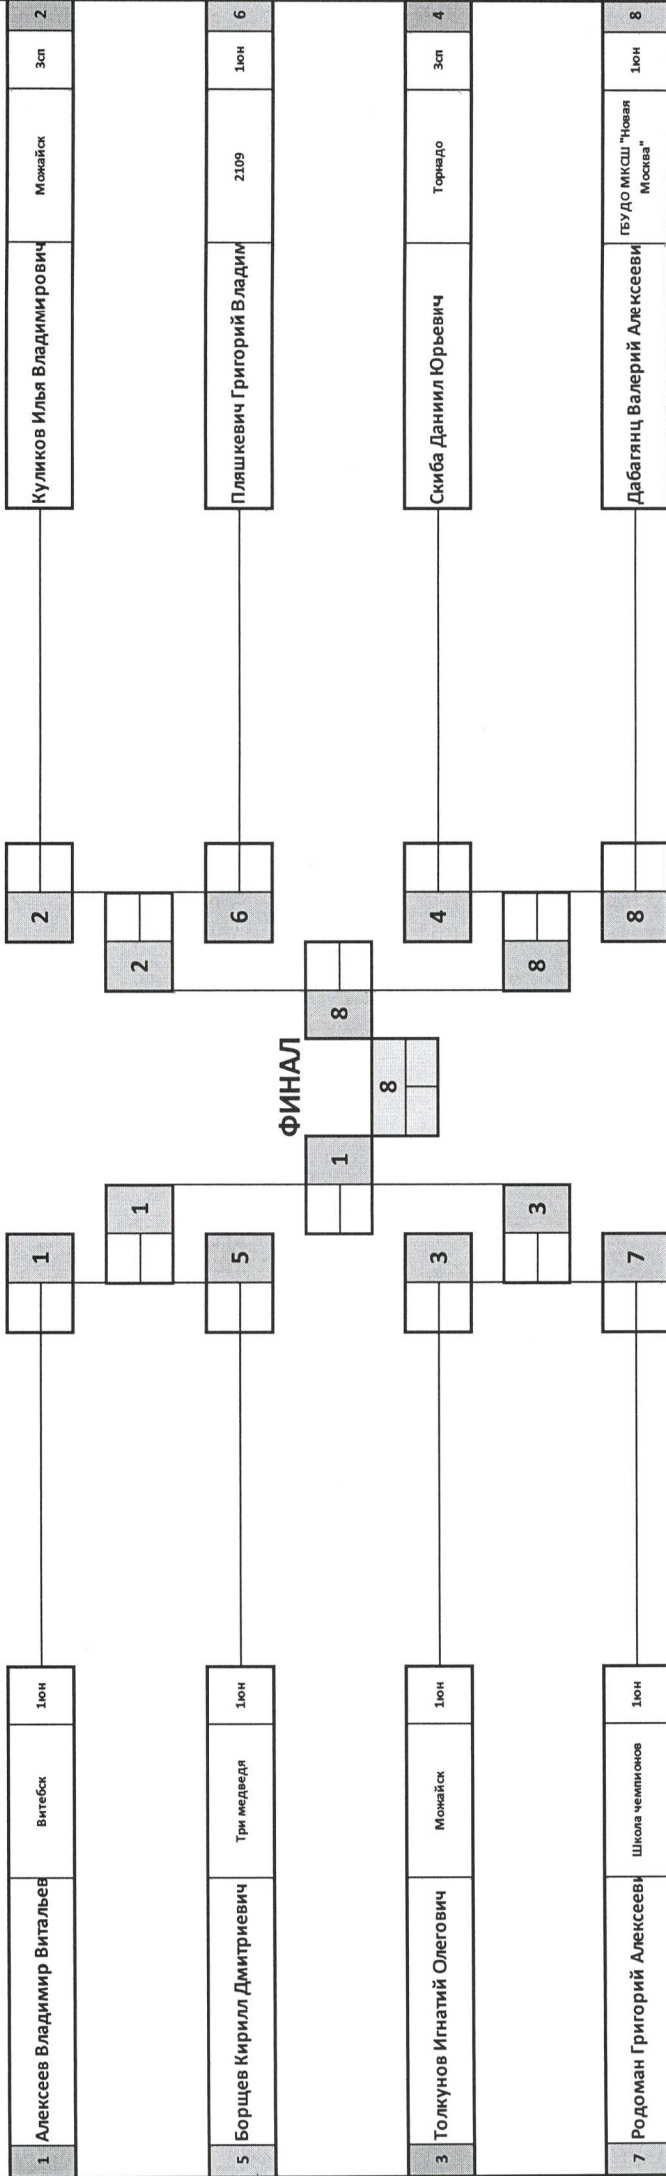 1 Алексеев Владимир Витальев Витебск 1юн
5 Борщев Кирилл Дмитриевич Три медведя 1юн
3 Толкунов Игнатий Олегович Можайск 1юн
7 Родоман Григорий Алексееви Школа чемпионов 1юн
1
5
3
7
1
3
1
ФИНАЛ
8
8
2
8
2
6
4
8
Куликов Илья Владимирович Можайск 3сп 2
Пляшкевич Григорий Владим 2109 1юн 6
Скиба Даниил Юрьевич Торнадо 3сп 4
Дабагянц Валерий Алексееви ГБУДО МКСШ "Новая
Москва" 1юн 8